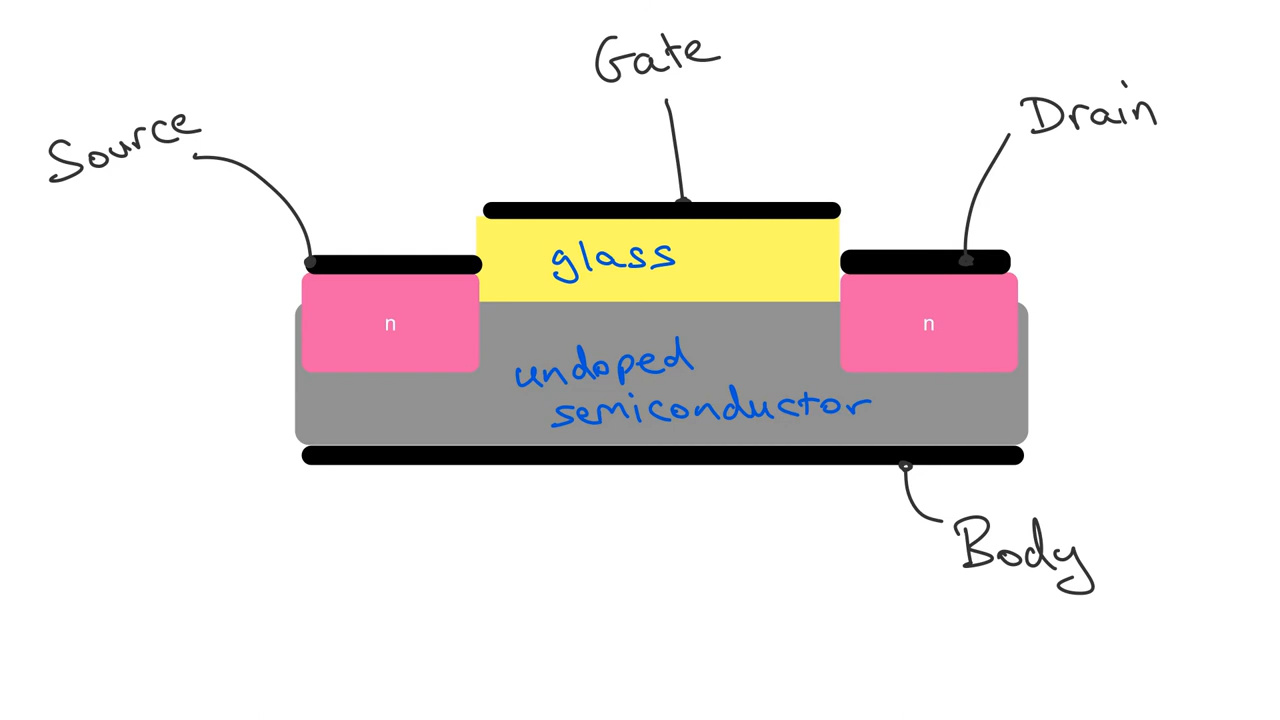 Gate
Drain
Source
glass
n
n
undoped
semiconductor
Body